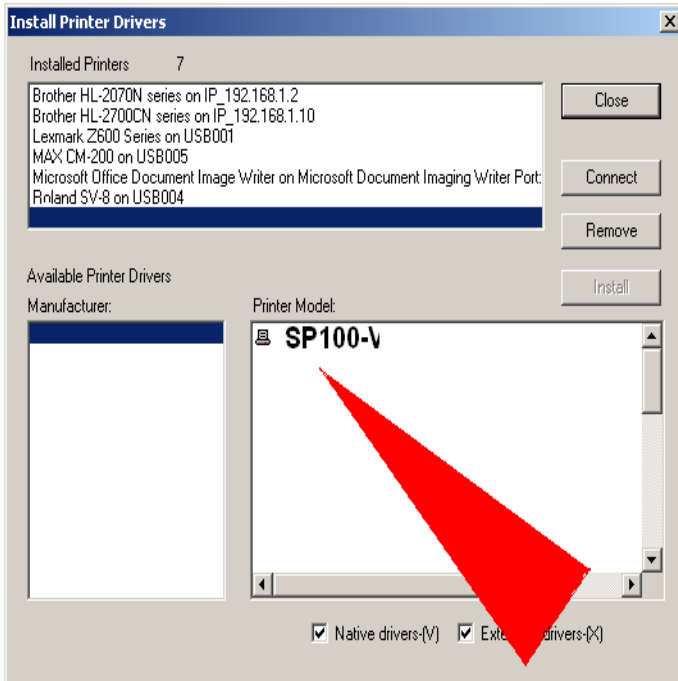 Install Printer Drivers
Installed Printers 7
Brother HL-2070N series on IP_192.168.1.2
Brother HL-2700CN series on IP_192.168.1.10
Lexmark Z600 Series on USB001
MAX CM-200 on USB005
Microsoft Office Document Image Writer on Microsoft Document Imaging Writer Port:
Roland SV-8 on USB004
Close
Connect
Remove
Install
Available Printer Drivers
Manufacturer:
Printer Model:
SP100-V
Native drivers-(V)
drivers-(X)